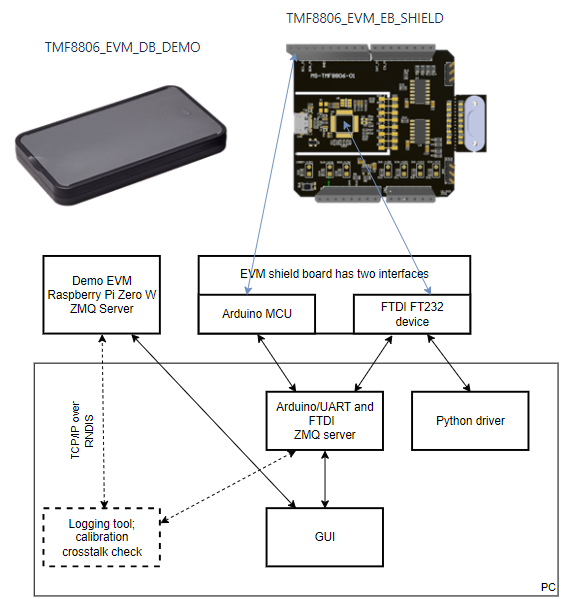 TMF8806_EVM_EB_SHIELD
TMF8806_EVM_DB_DEMO
MS-TMF8806-01
Demo EVM
Raspberry Pi Zero W
ZMQ Server
EVM shield board has two interfaces
Arduino MCU
FTDI FT232
device
TCP/IP over
RNDIS
Arduino/UART and
FTDI
ZMQ server
Python driver
Logging tool;
calibration
crosstalk check
GUI
PC